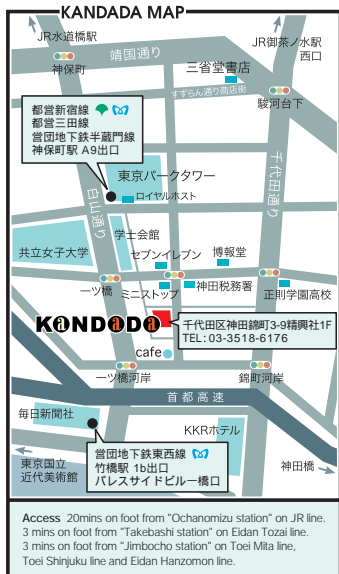 KANDADA MAP
JR水道橋駅
JR御茶ノ水駅
西口
靖国通り
神保町
三省堂書店
すずらん通り商店街
駿河台下
都営新宿線
都営三田線
営団地下鉄半蔵門線
神保町駅 A9出口
東京パークタワー
ロイヤルホスト
白山通り
千代田通り
学士会館
共立女子大学
セブンイレブン
博報堂
一ツ橋
ミニストップ
神田税務署
正則学園高校
KANDADA
千代田区神田錦町3-9精興社1F
TEL:03-3518-6176
cafe
一ツ橋河岸
錦町河岸
首都高速
毎日新聞社
KKRホテル
営団地下鉄東西線
竹橋駅 1b出口
パレスサイドビル一橋口
東京国立
近代美術館
神田橋
Access 20mins on foot from "Ochanomizu station" on JR line.
3 mins on foot from "Takebashi station" on Eidan Tozai line.
3 mins on foot from "Jimbocho station" on Toei Mita line,
Toei Shinjuku line and Eidan Hanzomon line.